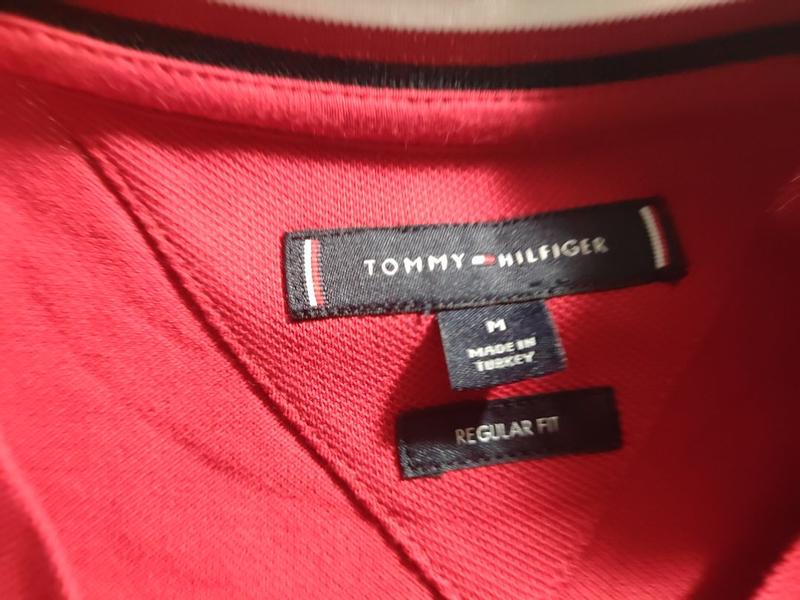 TOMMY HILFIGER
M
MADE IN
TURKEY
REGULAR FIT